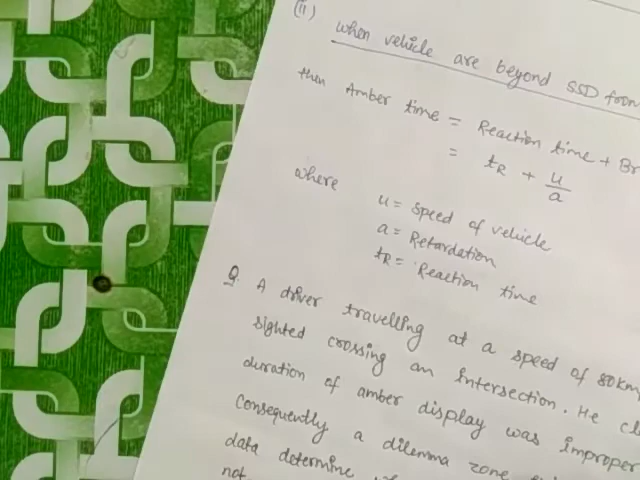 (ii) when vehicle are beyond SSD from
then Amber time = Reaction time + Br
= tR + u/a
where u = speed of vehicle
a = Retardation
tR = Reaction time
Q. A driver travelling at a speed of 80km
sighted crossing an intersection. He cl
duration of amber display was improper
Consequently a dilemma zone
data determine
not